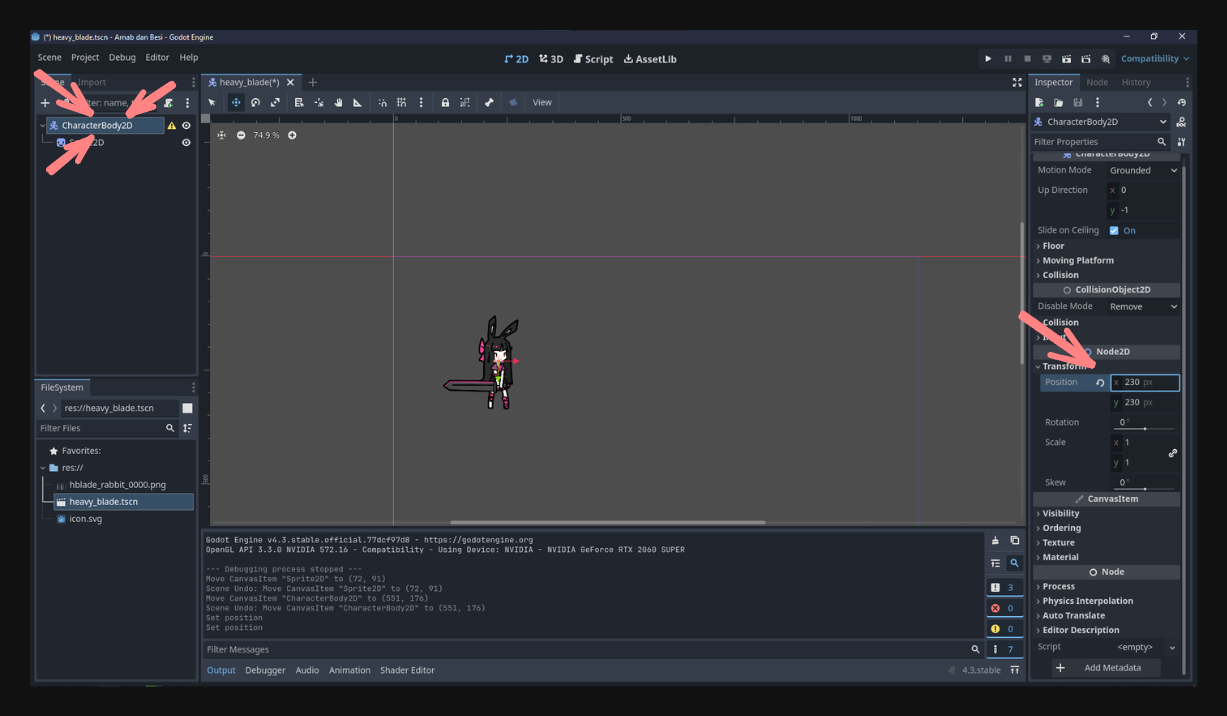 (*) heavy_blade.tscn - Arnab dan Besi - Godot Engine
Scene Project Debug Editor Help
2D 3D Script AssetLib
Compatibility
Import
heavy_blade(*)
Inspector Node History
View
CharacterBody2D
CharacterBody2D
2D
74.9 %
0 500 1000
0
500
Filter Properties
CharacterBody2D
Motion Mode Grounded
Up Direction x 0
y -1
Slide on Ceiling On
Floor
Moving Platform
Collision
CollisionObject2D
Disable Mode Remove
Collision
Node2D
Transform
Position x 230 px
y 230 px
Rotation 0 °
Scale x 1
y 1
Skew 0 °
CanvasItem
Visibility
Ordering
Texture
Material
Node
Process
Physics Interpolation
Auto Translate
Editor Description
Script <empty>
Add Metadata
FileSystem
res://heavy_blade.tscn
Filter Files
Favorites:
res://
hblade_rabbit_0000.png
heavy_blade.tscn
icon.svg
Godot Engine v4.3.stable.official.77dcf97d8 - https://godotengine.org
OpenGL API 3.3.0 NVIDIA 572.16 - Compatibility - Using Device: NVIDIA - NVIDIA GeForce RTX 2060 SUPER
--- Debugging process stopped ---
Move CanvasItem "Sprite2D" to (72, 91)
Scene Undo: Move CanvasItem "Sprite2D" to (72, 91)
Move CanvasItem "CharacterBody2D" to (551, 176)
Scene Undo: Move CanvasItem "CharacterBody2D" to (551, 176)
Set position
Set position
3
0
0
7
Filter Messages
Output Debugger Audio Animation Shader Editor
4.3.stable